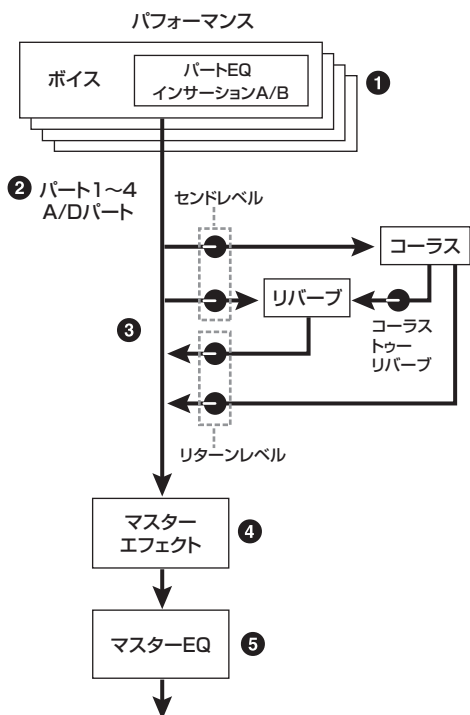 パフォーマンス
ボイス
パートEQ
インサーションA/B
❶
❷ パート1～4
A/Dパート
センドレベル
コーラス
リバーブ
コーラス
トゥー
リバーブ
❸
リターンレベル
マスター
エフェクト
❹
マスターEQ
❺